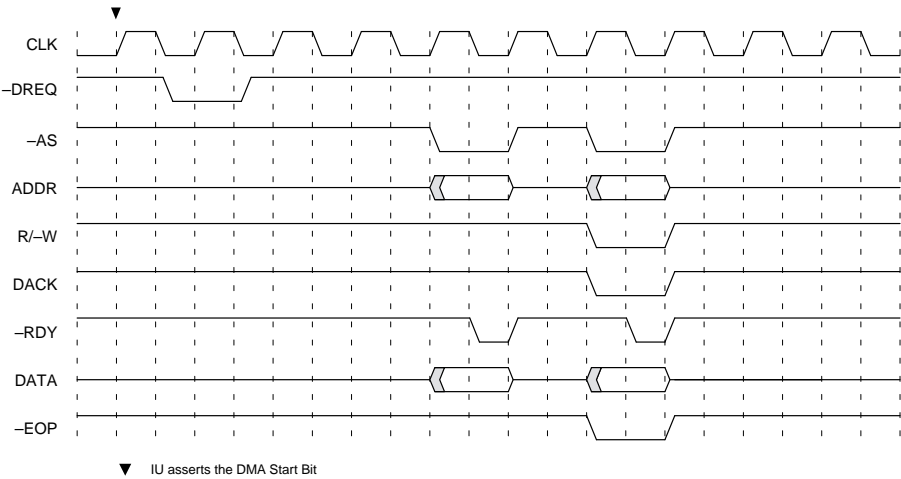 CLK
–DREQ
–AS
ADDR
R/–W
DACK
–RDY
DATA
–EOP
▼ IU asserts the DMA Start Bit